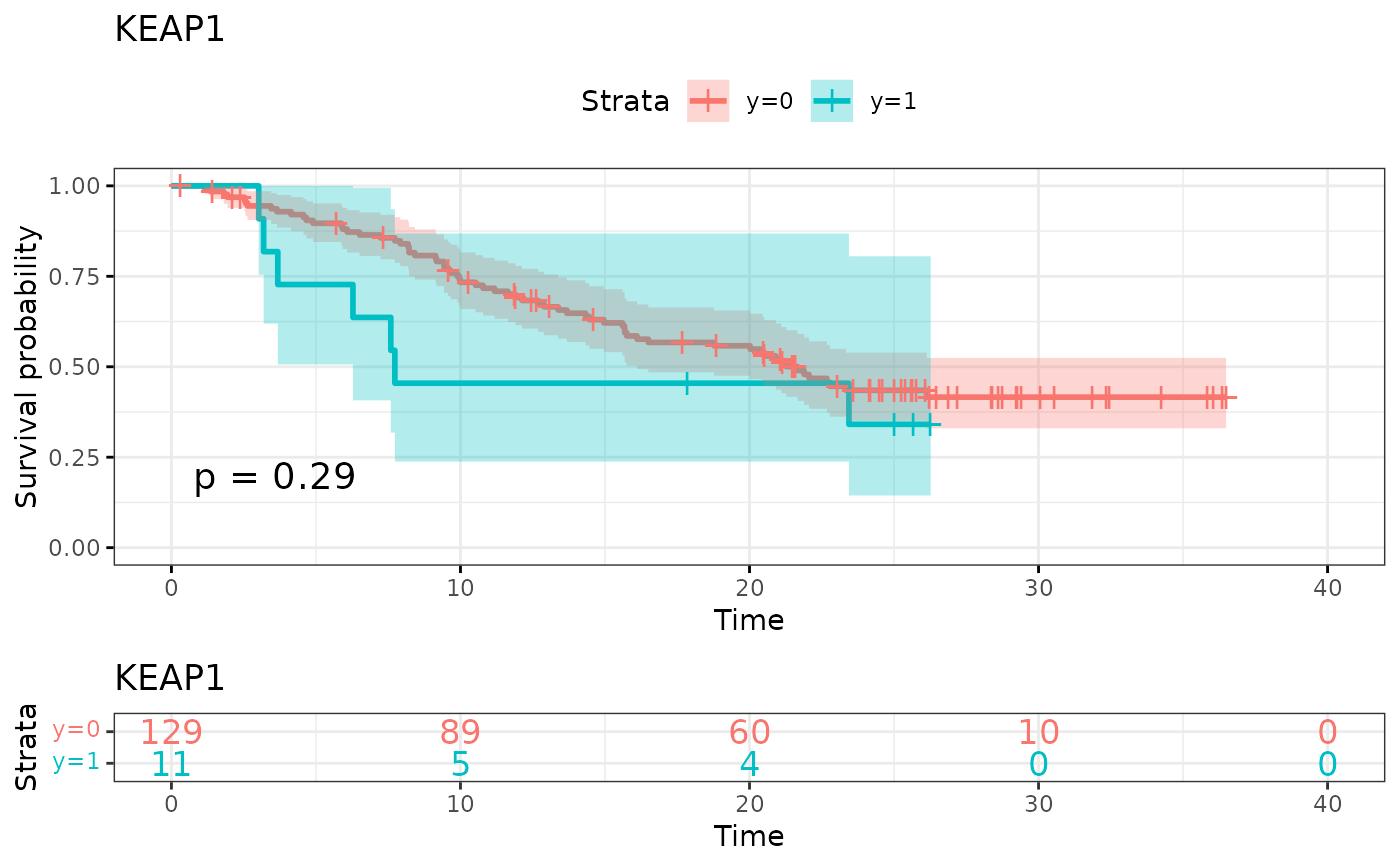 KEAP1
Strata y=0 y=1
Survival probability
1.00
0.75
0.50
0.25
0.00
p = 0.29
0 10 20 30 40
Time
KEAP1
Strata
y=0 129 89 60 10 0
y=1 11 5 4 0 0
0 10 20 30 40
Time